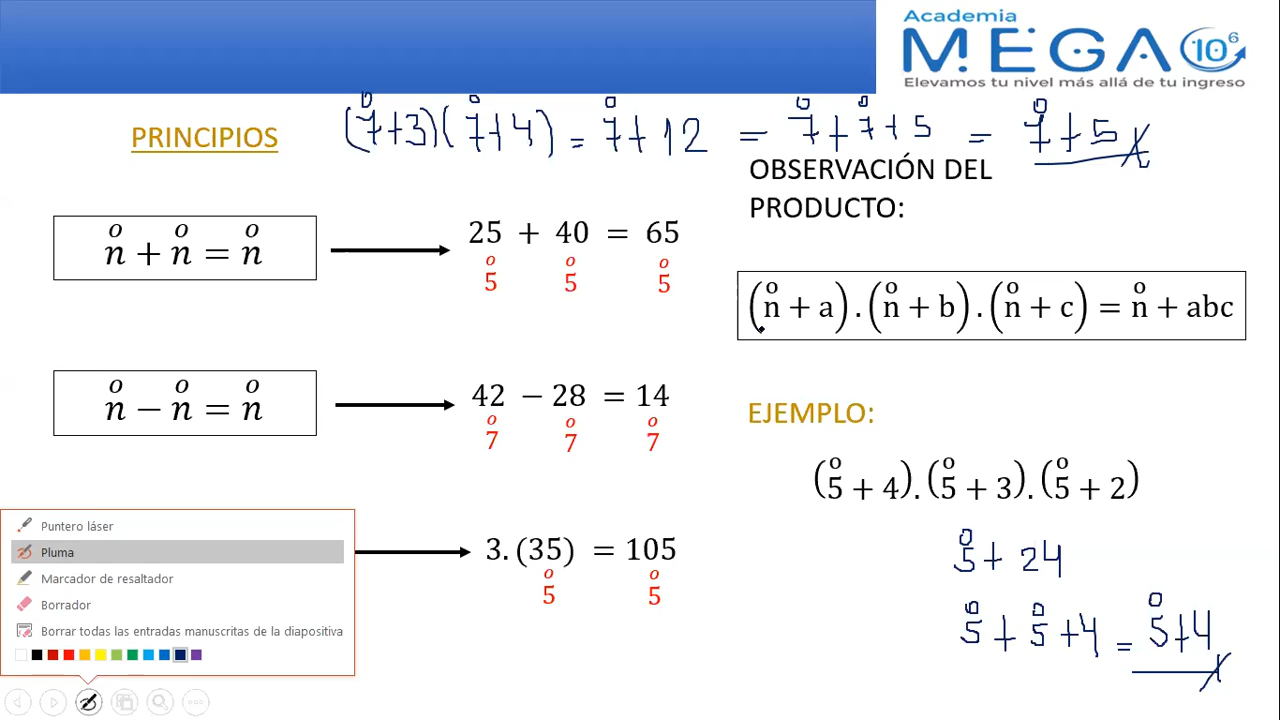 Academia
MEGA 10⁶
Elevamos tu nivel más allá de tu ingreso
PRINCIPIOS
(7̊+3)(7̊+4) = 7̊+12 = 7̊+7̊+5 = 7̊+5
OBSERVACIÓN DEL
PRODUCTO:
n̊ + n̊ = n̊
25 + 40 = 65
5̊ 5̊ 5̊
(n̊ + a).(n̊ + b).(n̊ + c) = n̊ + abc
n̊ − n̊ = n̊
42 − 28 = 14
7̊ 7̊ 7̊
EJEMPLO:
(5̊ + 4).(5̊ + 3).(5̊ + 2)
5̊ + 24
5̊ + 5̊ +4 = 5̊+4
3.(35) = 105
5̊ 5̊
Puntero láser
Pluma
Marcador de resaltador
Borrador
Borrar todas las entradas manuscritas de la diapositiva